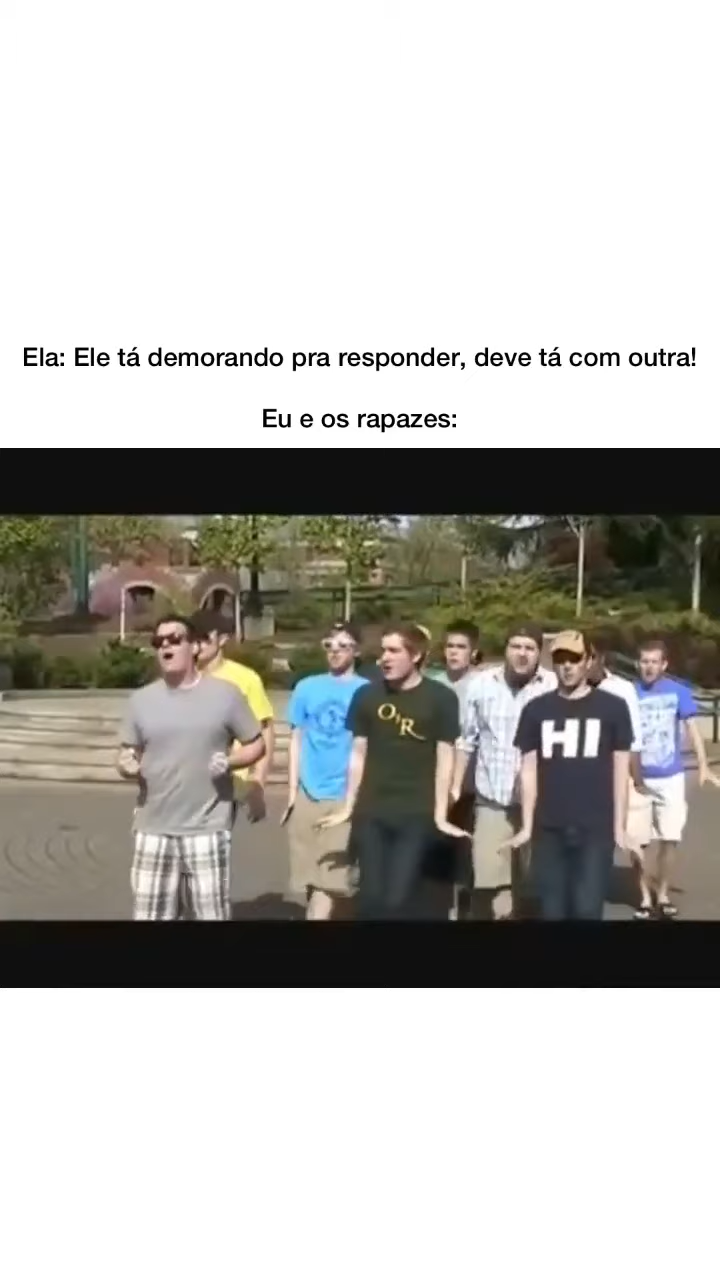 Ela: Ele tá demorando pra responder, deve tá com outra!
Eu e os rapazes:
O R
HI